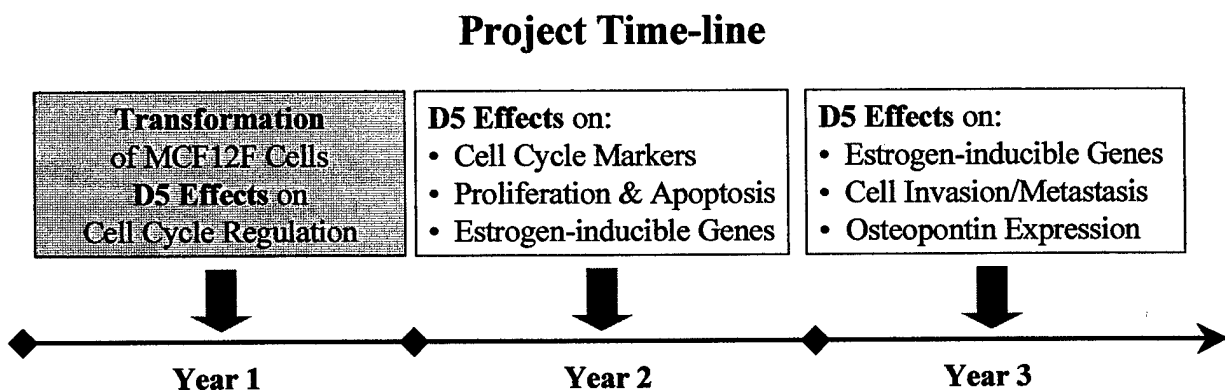 Project Time-line
Transformation
of MCF12F Cells
D5 Effects on
Cell Cycle Regulation
D5 Effects on:
• Cell Cycle Markers
• Proliferation & Apoptosis
• Estrogen-inducible Genes
D5 Effects on:
• Estrogen-inducible Genes
• Cell Invasion/Metastasis
• Osteopontin Expression
Year 1
Year 2
Year 3